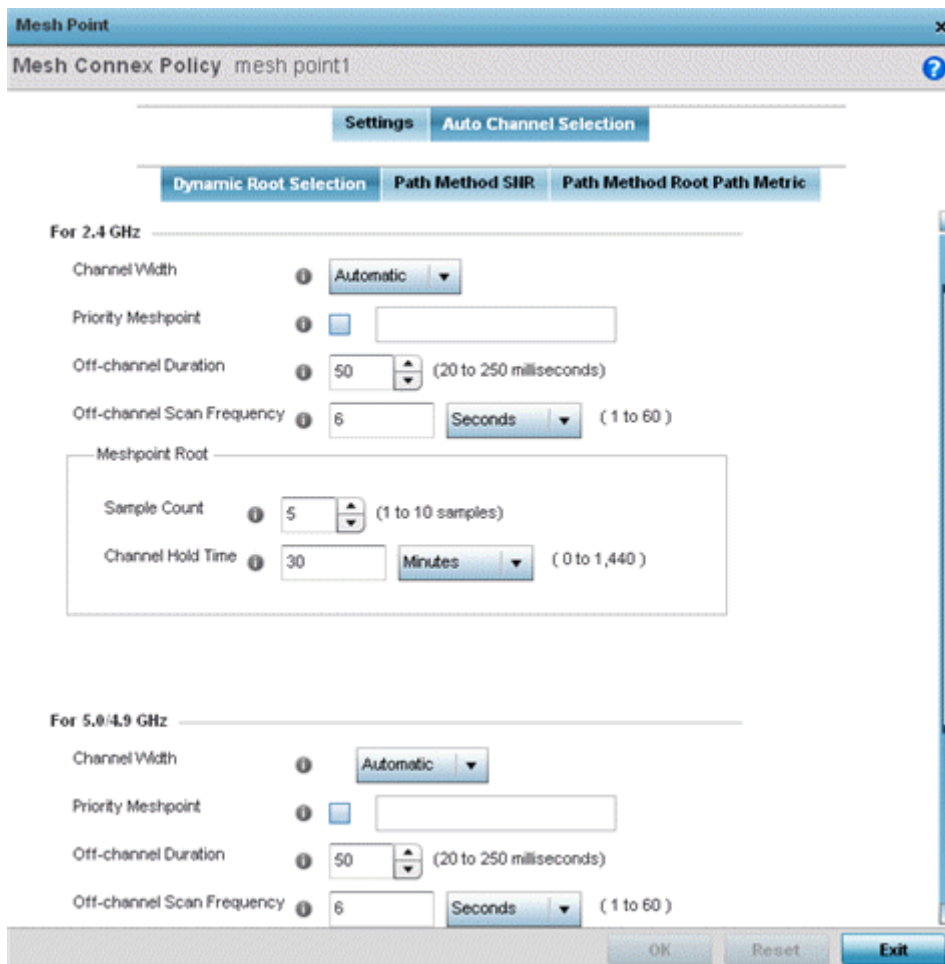 Mesh Point
Mesh Connex Policy mesh point1
Settings Auto Channel Selection
Dynamic Root Selection Path Method SNR Path Method Root Path Metric
For 2.4 GHz
Channel Width Automatic
Priority Meshpoint
Off-channel Duration 50 (20 to 250 milliseconds)
Off-channel Scan Frequency 6 Seconds ( 1 to 60 )
Meshpoint Root
Sample Count 5 (1 to 10 samples)
Channel Hold Time 30 Minutes ( 0 to 1,440 )
For 5.0/4.9 GHz
Channel Width Automatic
Priority Meshpoint
Off-channel Duration 50 (20 to 250 milliseconds)
Off-channel Scan Frequency 6 Seconds ( 1 to 60 )
OK Reset Exit